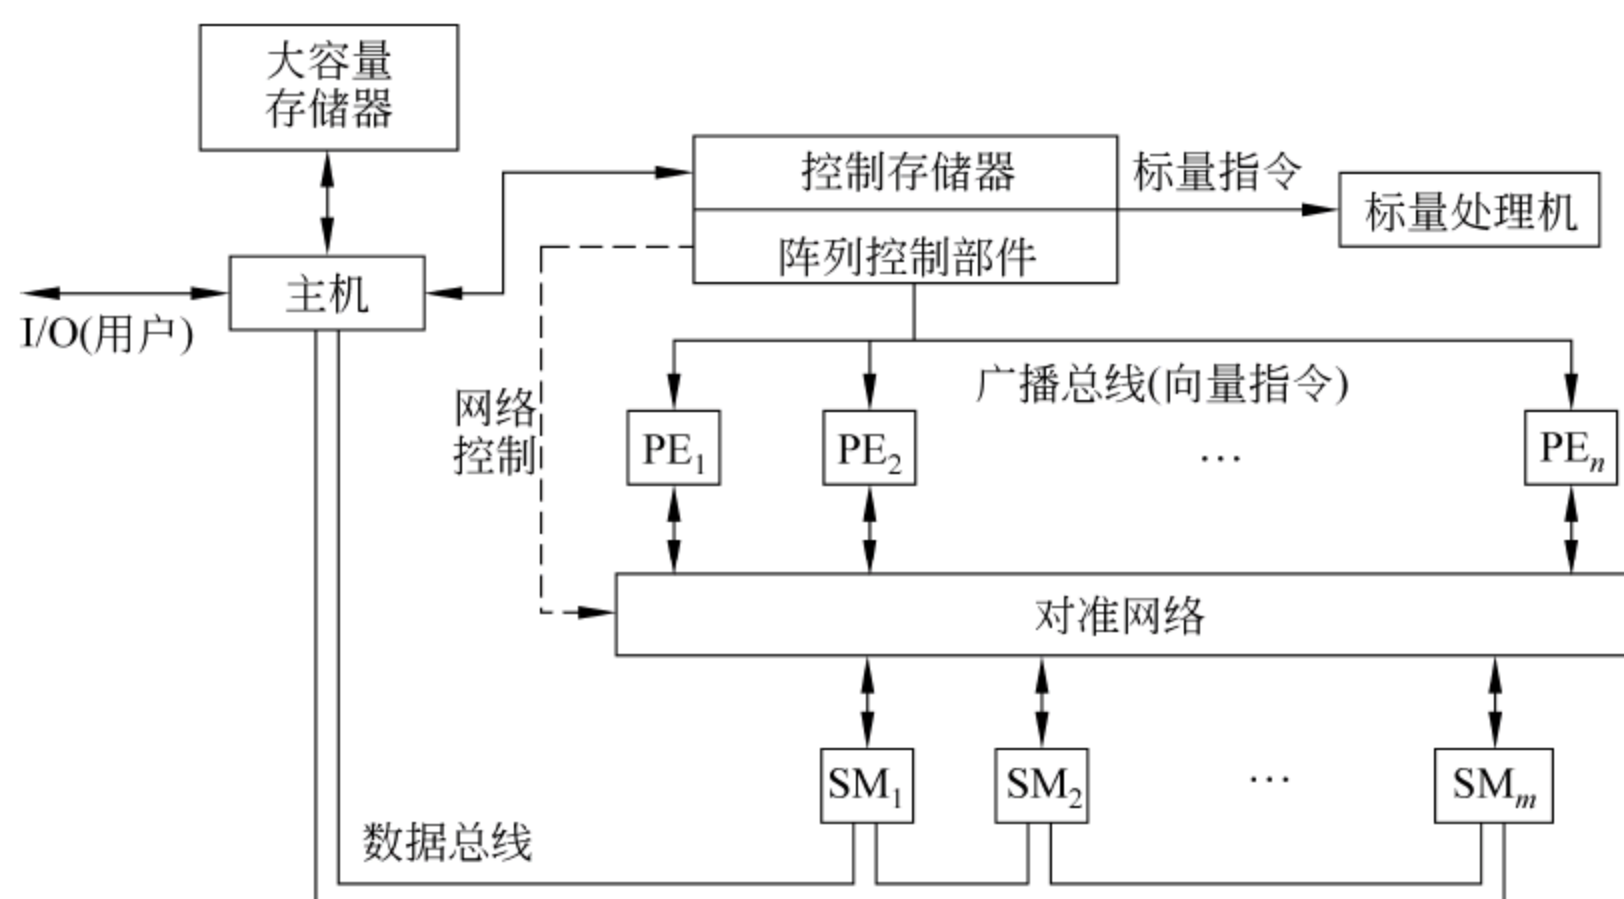 大容量
存储器
控制存储器
标量指令
标量处理机
阵列控制部件
主机
I/O(用户)
广播总线(向量指令)
网络
控制
PE1
PE2
…
PEn
对准网络
SM1
SM2
…
SMm
数据总线